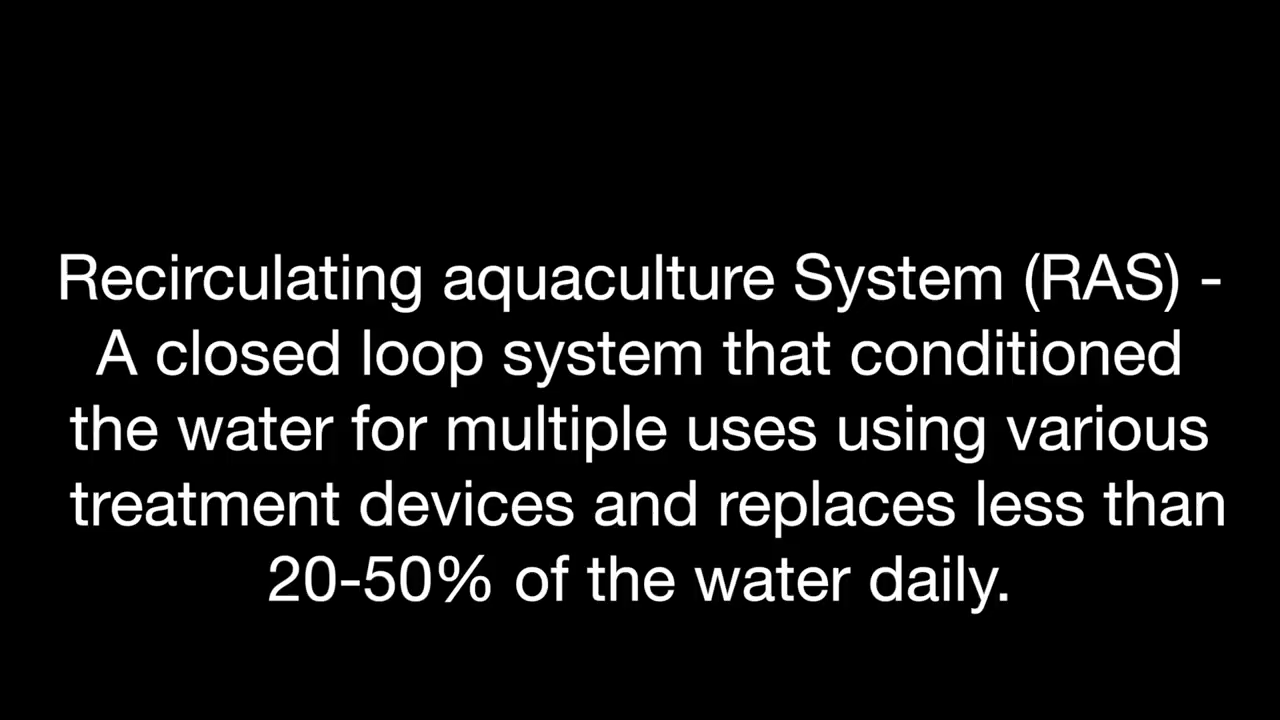 Recirculating aquaculture System (RAS) -
A closed loop system that conditioned
the water for multiple uses using various
treatment devices and replaces less than
20-50% of the water daily.